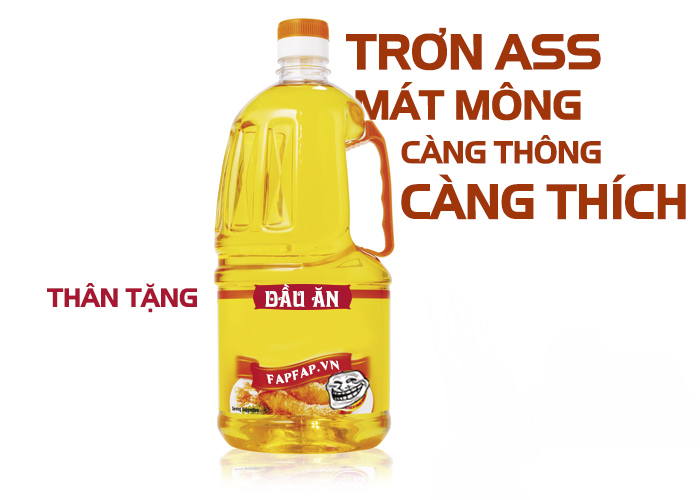 TRƠN ASS
MÁT MÔNG
CÀNG THÔNG
CÀNG THÍCH
THÂN TẶNG
DẦU ĂN
FAPFAP.VN